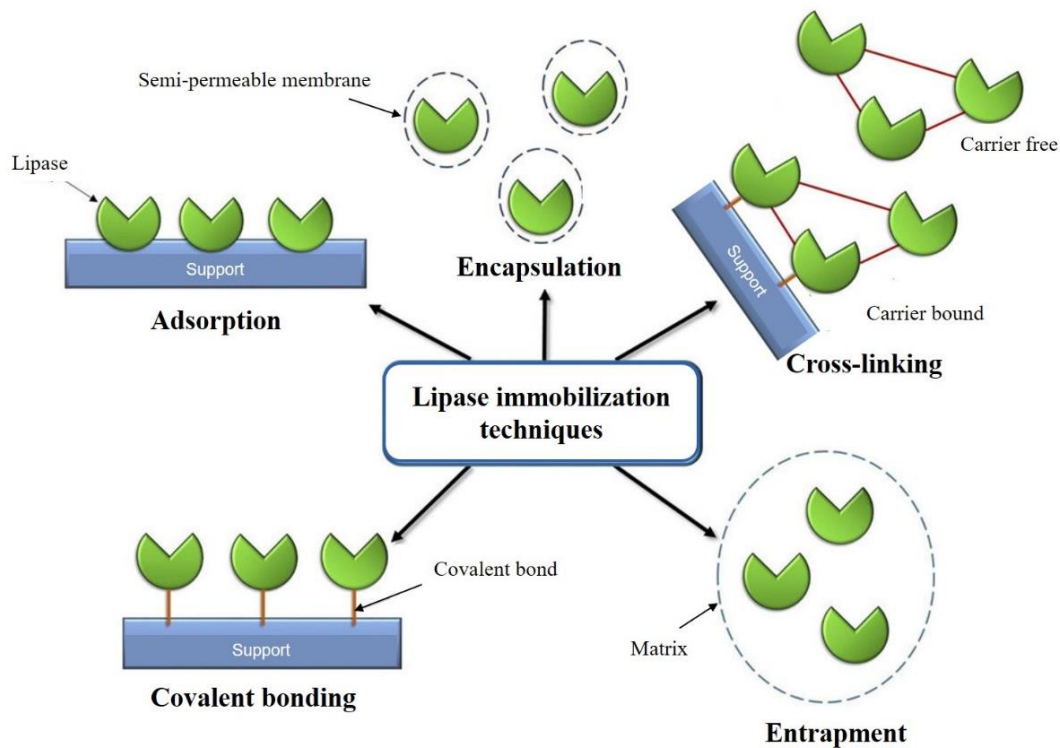 Semi-permeable membrane
Lipase
Support
Adsorption
Encapsulation
Carrier free
Support
Carrier bound
Cross-linking
Lipase immobilization
techniques
Covalent bond
Support
Covalent bonding
Matrix
Entrapment